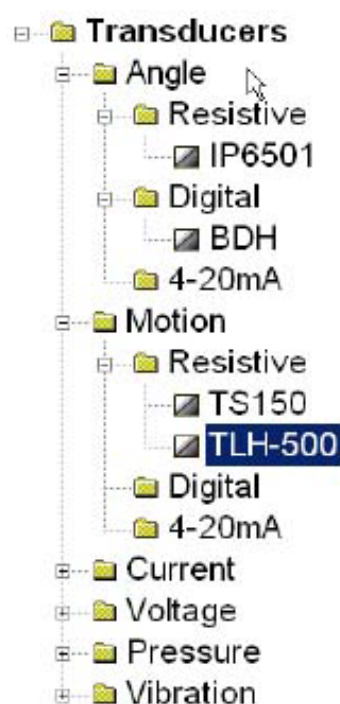 Transducers
Angle
Resistive
IP6501
Digital
BDH
4-20mA
Motion
Resistive
TS150
TLH-500
Digital
4-20mA
Current
Voltage
Pressure
Vibration